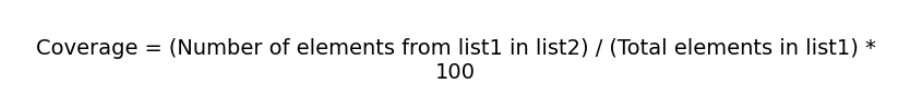 Coverage = (Number of elements from list1 in list2) / (Total elements in list1) *
100